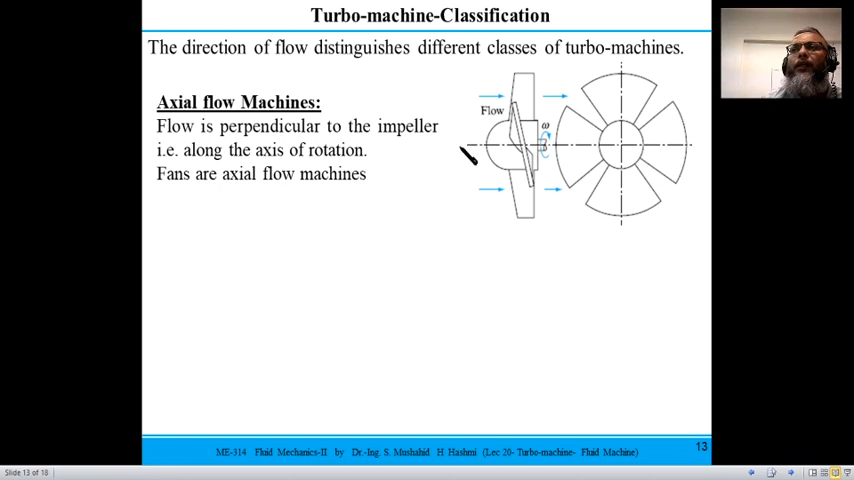 Turbo-machine-Classification
The direction of flow distinguishes different classes of turbo-machines.
Axial flow Machines:
Flow is perpendicular to the impeller
i.e. along the axis of rotation.
Fans are axial flow machines
Flow
ω
ME-314 Fluid Mechanics-II by Dr.-Ing. S. Mushahid H Hashmi (Lec 20- Turbo-machine- Fluid Machine)
13
Slide 13 of 18